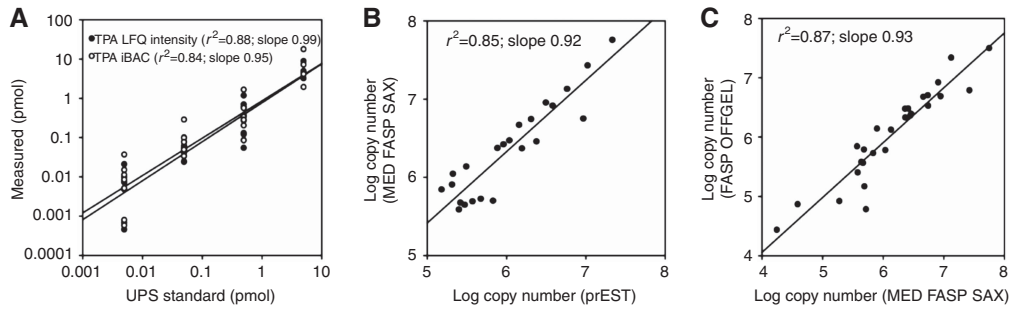 A
100
10
1
0.1
0.01
0.001
0.0001
Measured (pmol)
TPA LFQ intensity (r²=0.88; slope 0.99)
TPA iBAC (r²=0.84; slope 0.95)
0.001 0.01 0.1 1 10
UPS standard (pmol)
B
8
7
6
5
Log copy number
(MED FASP SAX)
r²=0.85; slope 0.92
5 6 7 8
Log copy number (prEST)
C
8
7
6
5
4
Log copy number
(FASP OFFGEL)
r²=0.87; slope 0.93
4 5 6 7 8
Log copy number (MED FASP SAX)